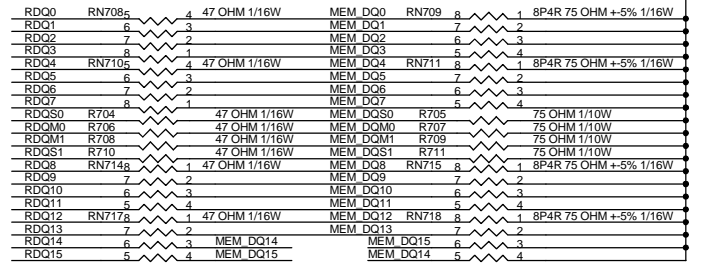 RDQ0 RN708 5 4 47 OHM 1/16W MEM_DQ0 RN709 8 1 8P4R 75 OHM +-5% 1/16W
RDQ1 6 3 MEM_DQ1 7 2
RDQ2 7 2 MEM_DQ2 6 3
RDQ3 8 1 MEM_DQ3 5 4
RDQ4 RN710 5 4 47 OHM 1/16W MEM_DQ4 RN711 8 1 8P4R 75 OHM +-5% 1/16W
RDQ5 6 3 MEM_DQ5 7 2
RDQ6 7 2 MEM_DQ6 6 3
RDQ7 8 1 MEM_DQ7 5 4
RDQS0 R704 47 OHM 1/16W MEM_DQS0 R705 75 OHM 1/10W
RDQM0 R706 47 OHM 1/16W MEM_DQM0 R707 75 OHM 1/10W
RDQM1 R708 47 OHM 1/16W MEM_DQM1 R709 75 OHM 1/10W
RDQS1 R710 47 OHM 1/16W MEM_DQS1 R711 75 OHM 1/10W
RDQ8 RN714 8 1 47 OHM 1/16W MEM_DQ8 RN715 8 1 8P4R 75 OHM +-5% 1/16W
RDQ9 7 2 MEM_DQ9 7 2
RDQ10 6 3 MEM_DQ10 6 3
RDQ11 5 4 MEM_DQ11 5 4
RDQ12 RN717 8 1 47 OHM 1/16W MEM_DQ12 RN718 8 1 8P4R 75 OHM +-5% 1/16W
RDQ13 7 2 MEM_DQ13 7 2
RDQ14 6 3 MEM_DQ14 MEM_DQ15 6 3
RDQ15 5 4 MEM_DQ15 MEM_DQ14 5 4